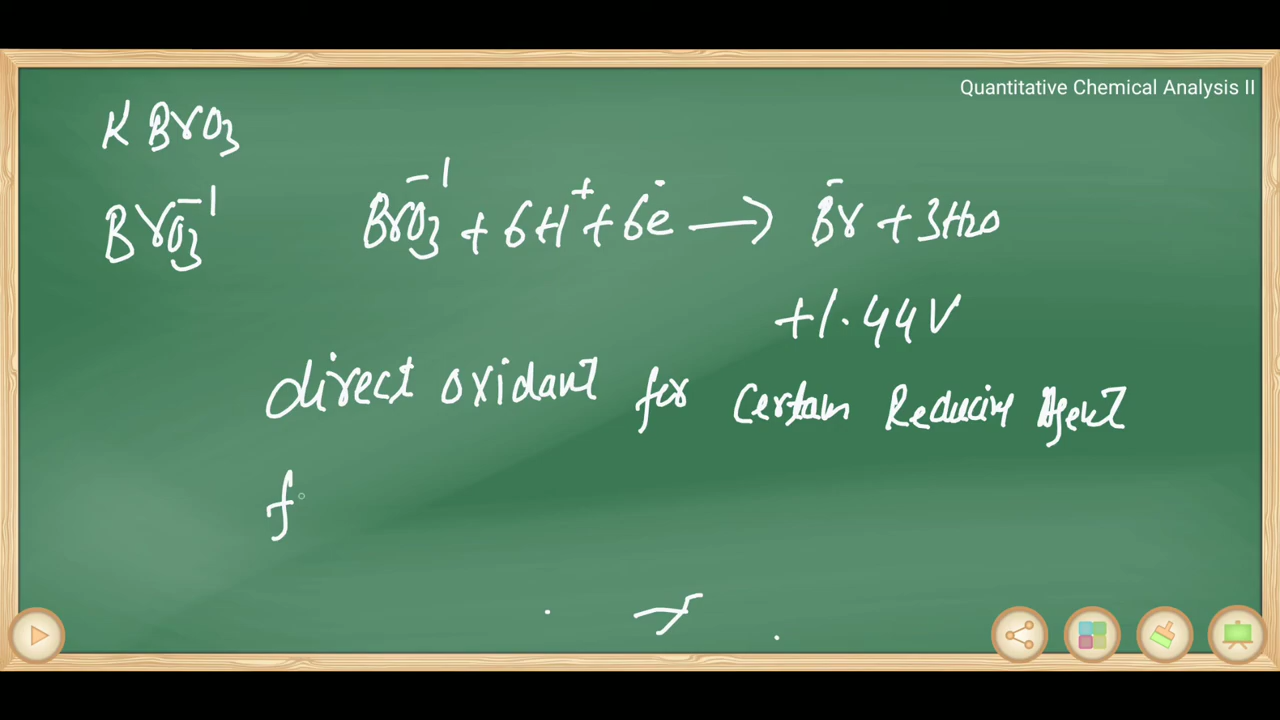 Quantitative Chemical Analysis II
KBrO3
BrO3^-1 BrO3^-1 + 6H^+ + 6e^- → Br^- + 3H2O
+1.44V
direct oxidant for Certain Reducing Agent
f